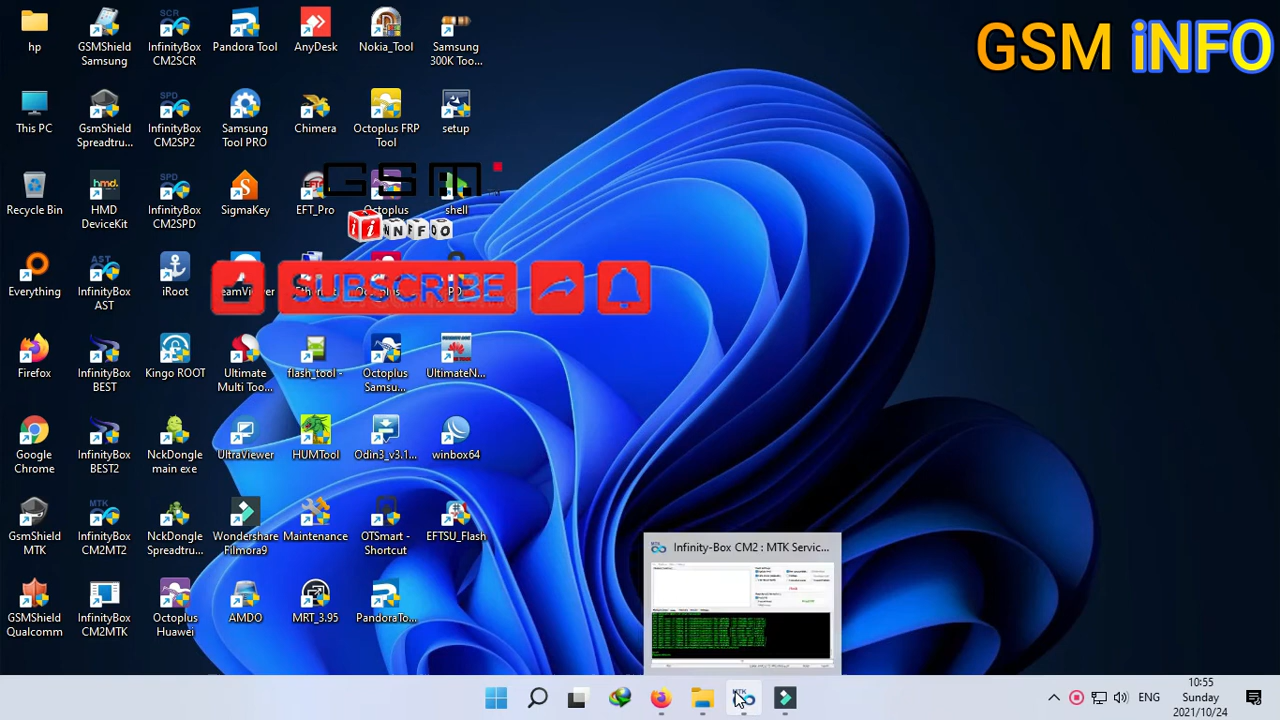 GSM iNFO
hp
GSMShield Samsung
InfinityBox CM2SCR
Pandora Tool
AnyDesk
Nokia_Tool
Samsung 300K Too...
This PC
GsmShield Spreadtru...
InfinityBox CM2SP2
Samsung Tool PRO
Chimera
Octoplus FRP Tool
setup
GSM
Recycle Bin
HMD DeviceKit
InfinityBox CM2SPD
SigmaKey
EFT_Pro
Octoplus
shell
iNFO
SUBSCRIBE
Everything
InfinityBox AST
iRoot
Firefox
InfinityBox BEST
Kingo ROOT
Ultimate Multi Too...
flash_tool -
Octoplus Samsu...
UltimateN...
Google Chrome
InfinityBox BEST2
NckDongle main exe
UltraViewer
HUMTool
Odin3_v3.1...
winbox64
GsmShield MTK
InfinityBox CM2MT2
NckDongle Spreadtru...
Wondershare Filmora9
Maintenance
OTSmart - Shortcut
EFTSU_Flash
InfinityBox CM2MTK
Octoplus Huawei
MRT_3.95
Pandora To...
Infinity-Box CM2 : MTK Servic...
ENG
10:55
Sunday
2021/10/24